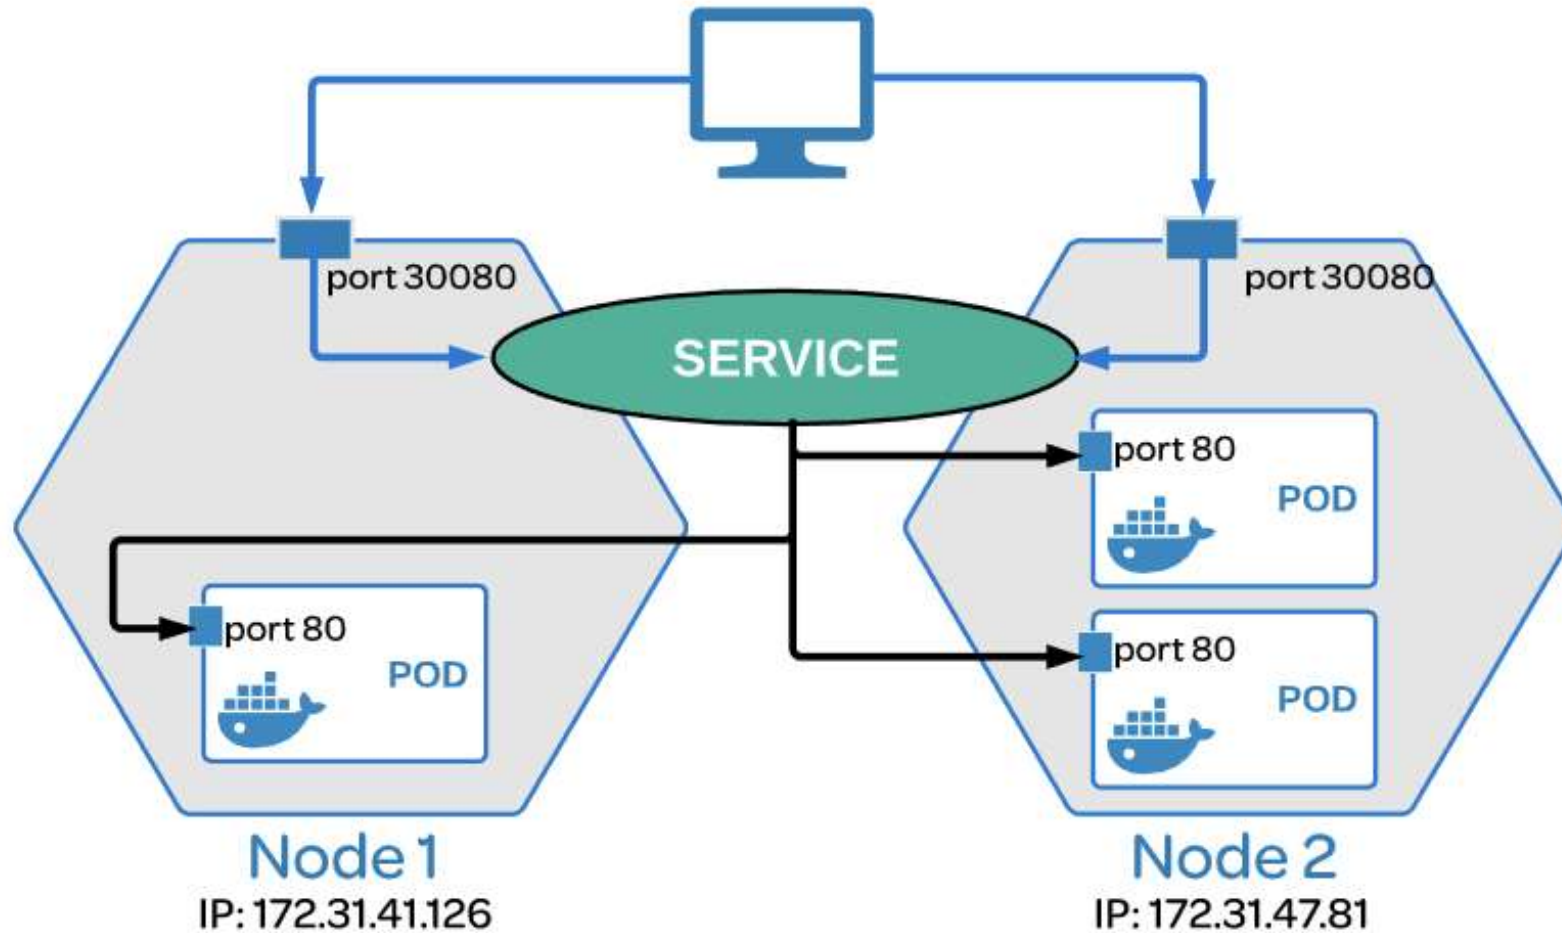 port 30080
port 30080
SERVICE
port 80
POD
port 80
POD
port 80
POD
Node 1
IP: 172.31.41.126
Node 2
IP: 172.31.47.81